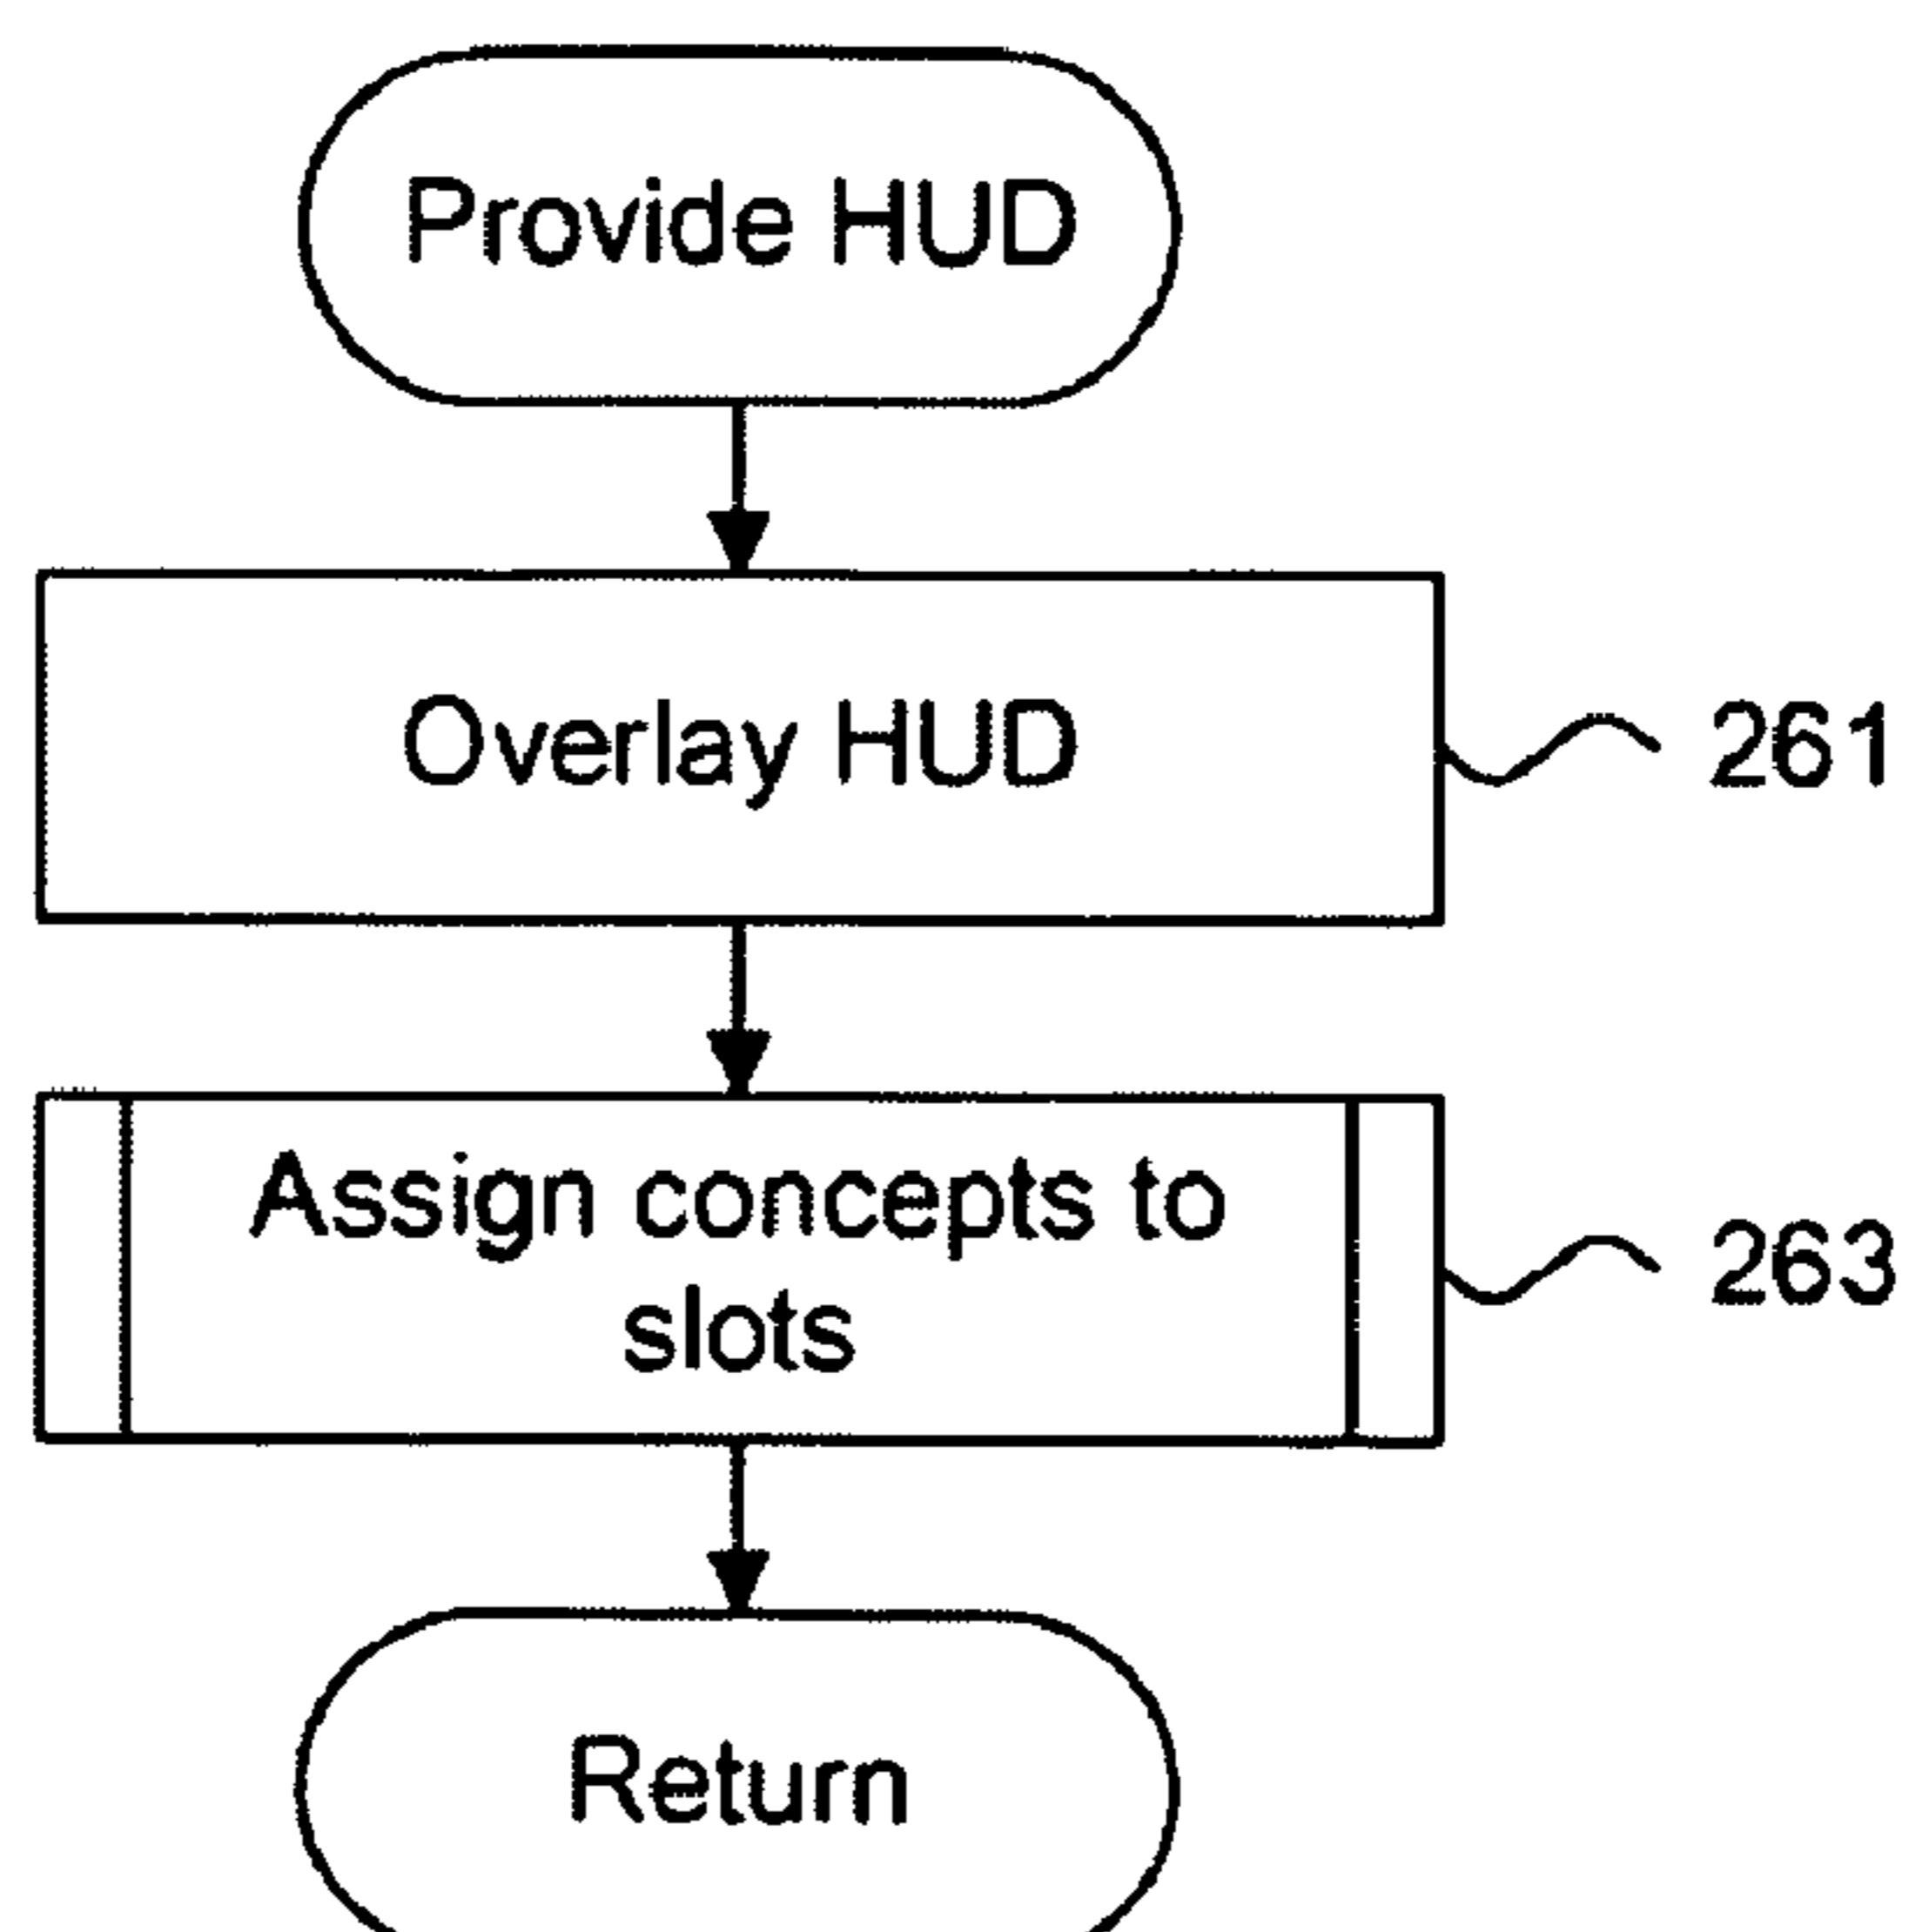 Provide HUD
Overlay HUD
261
Assign concepts to
slots
263
Return